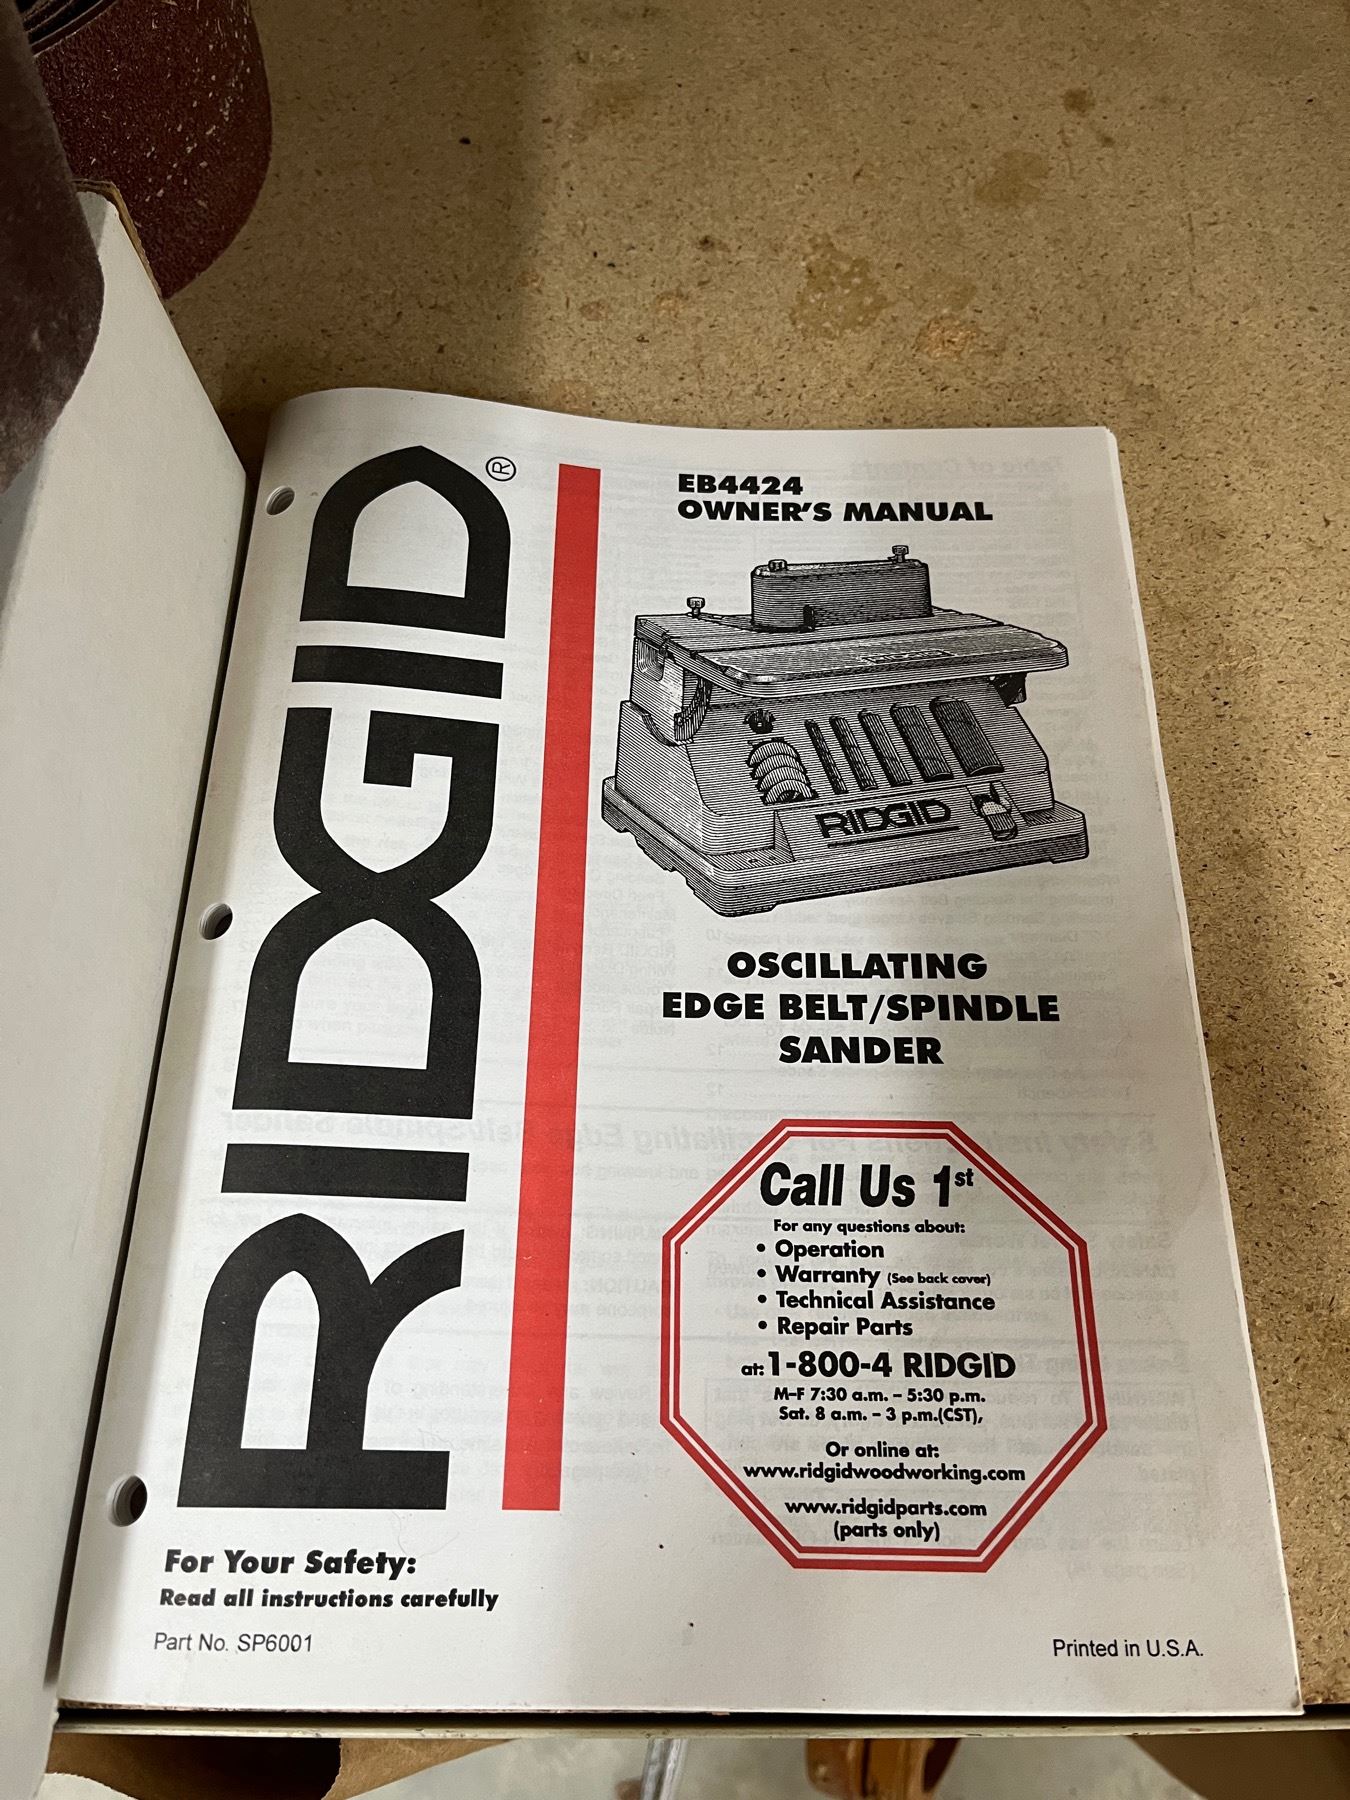 RIDGID®
EB4424
OWNER'S MANUAL
RIDGID
OSCILLATING
EDGE BELT/SPINDLE
SANDER
Call Us 1st
For any questions about:
• Operation
• Warranty (See back cover)
• Technical Assistance
• Repair Parts
at: 1-800-4 RIDGID
M–F 7:30 a.m. – 5:30 p.m.
Sat. 8 a.m. – 3 p.m.(CST),
Or online at:
www.ridgidwoodworking.com
www.ridgidparts.com
(parts only)
For Your Safety:
Read all instructions carefully
Part No. SP6001
Printed in U.S.A.